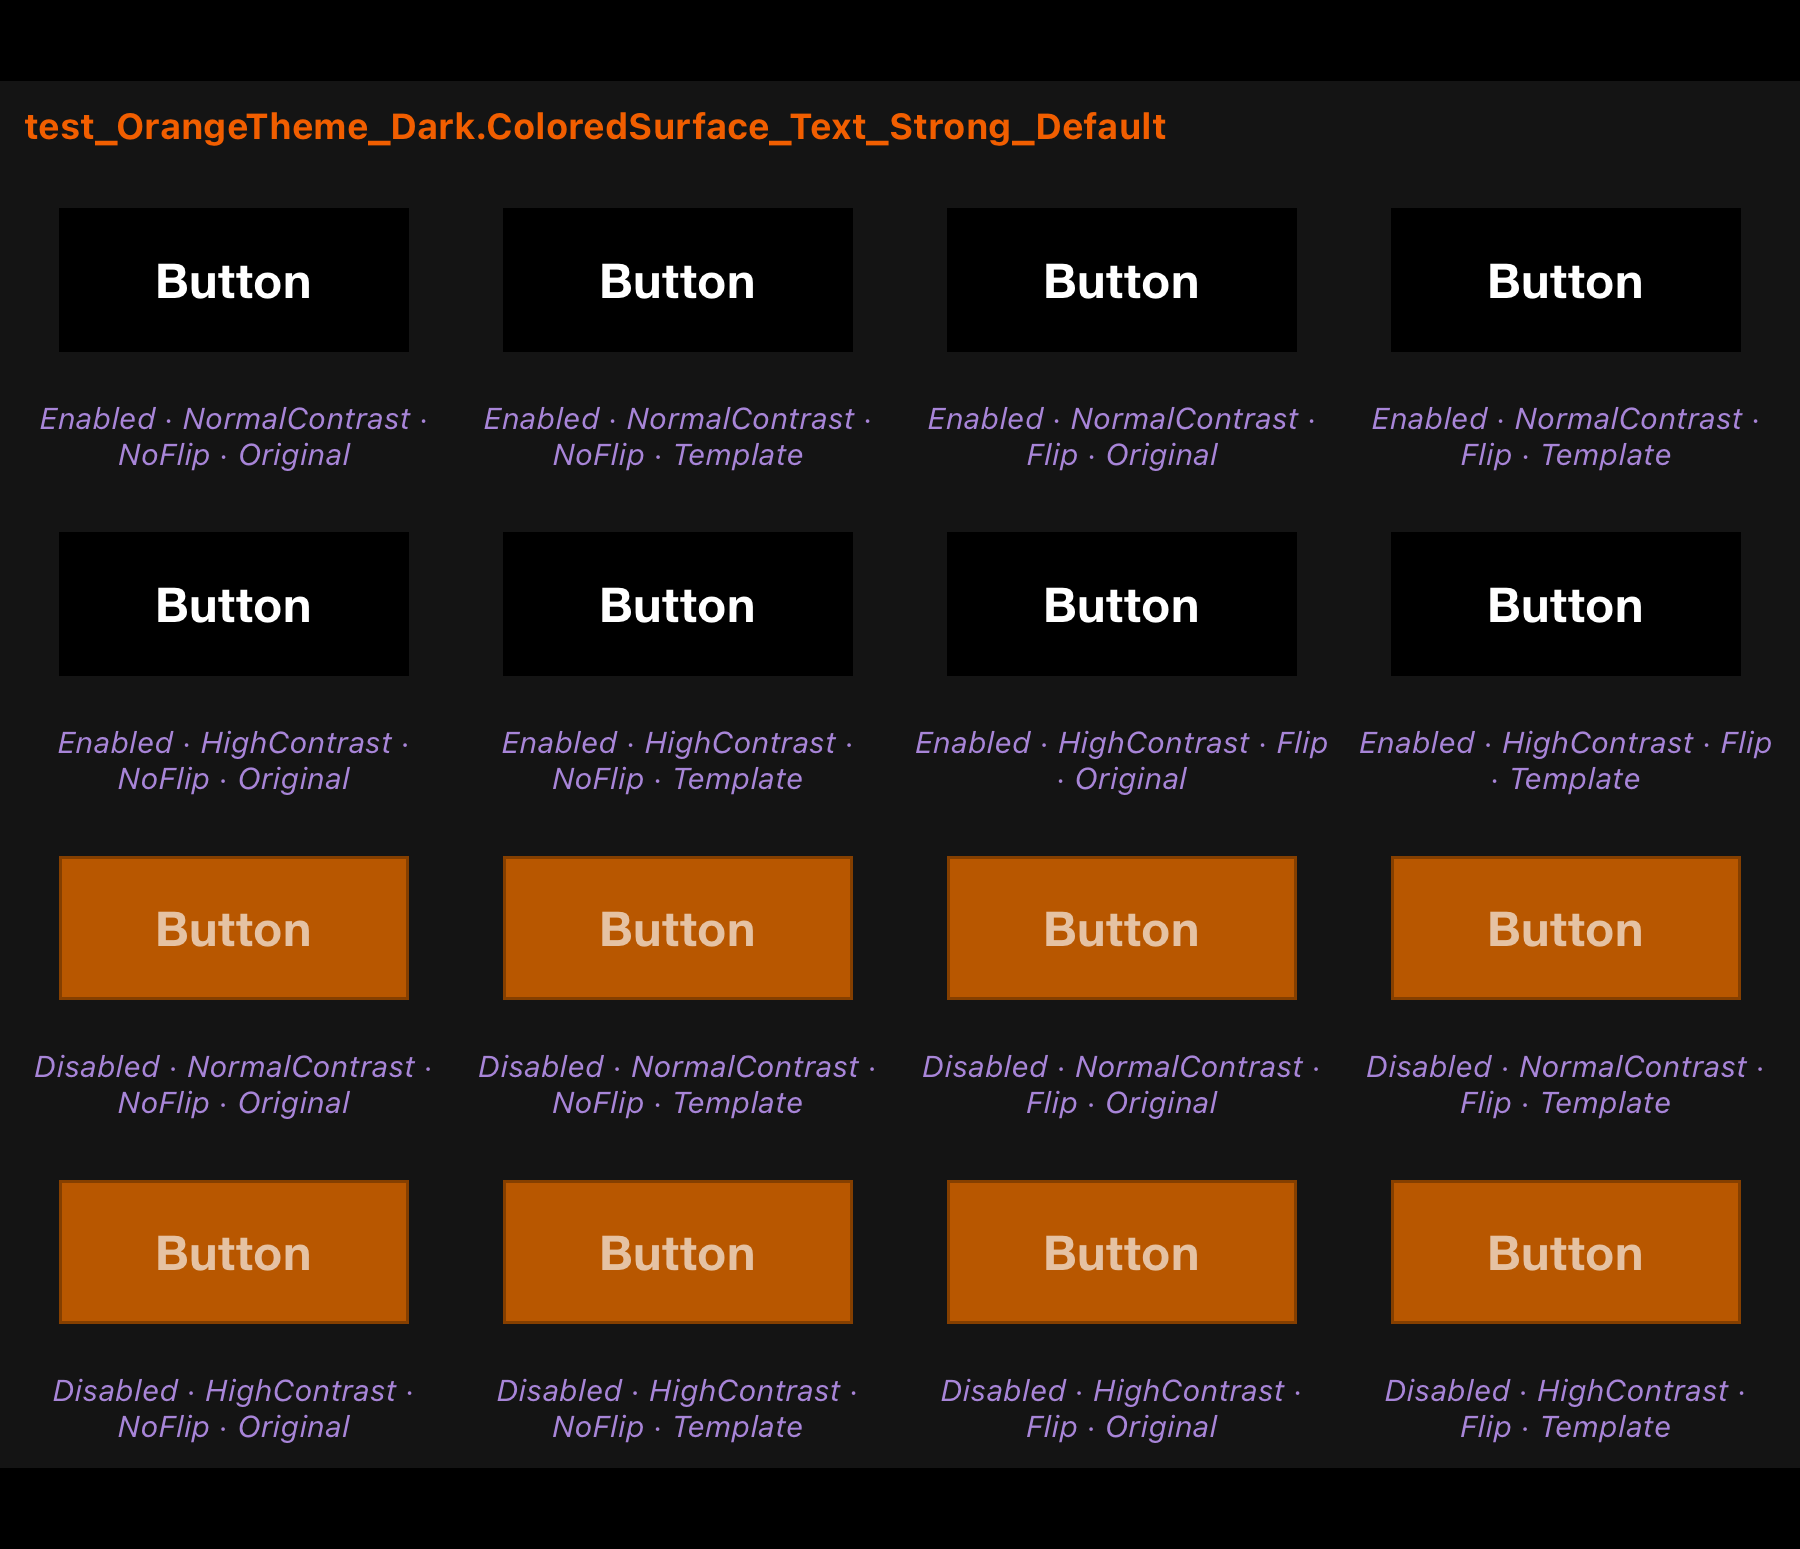 test_OrangeTheme_Dark.ColoredSurface_Text_Strong_Default
Button Button Button Button
Enabled · NormalContrast · Enabled · NormalContrast · Enabled · NormalContrast · Enabled · NormalContrast ·
NoFlip · Original NoFlip · Template Flip · Original Flip · Template
Button Button Button Button
Enabled · HighContrast · Enabled · HighContrast · Enabled · HighContrast · Flip Enabled · HighContrast · Flip
NoFlip · Original NoFlip · Template · Original · Template
Button Button Button Button
Disabled · NormalContrast · Disabled · NormalContrast · Disabled · NormalContrast · Disabled · NormalContrast ·
NoFlip · Original NoFlip · Template Flip · Original Flip · Template
Button Button Button Button
Disabled · HighContrast · Disabled · HighContrast · Disabled · HighContrast · Disabled · HighContrast ·
NoFlip · Original NoFlip · Template Flip · Original Flip · Template